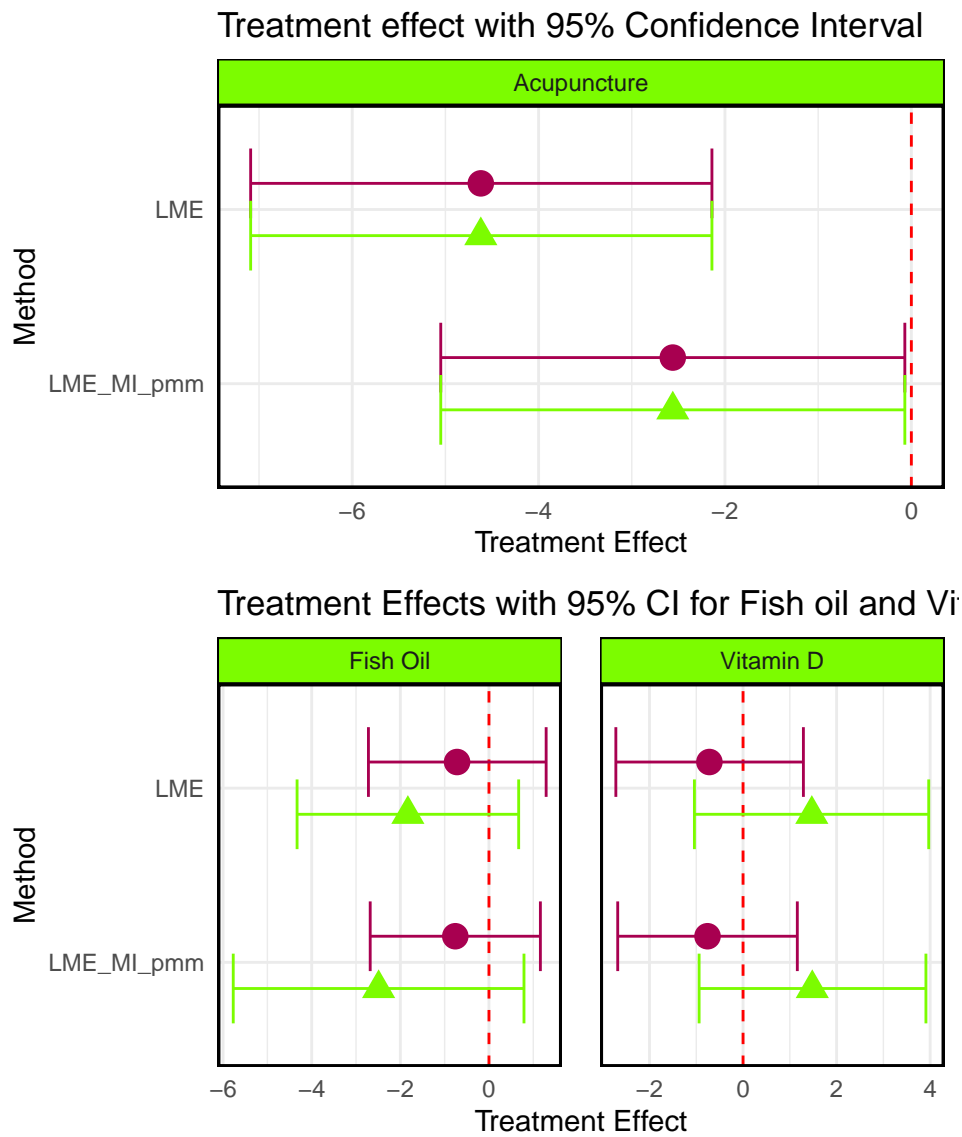 Treatment effect with 95% Confidence Interval
Acupuncture
Method
LME
LME_MI_pmm
−6 −4 −2 0
Treatment Effect
Treatment Effects with 95% CI for Fish oil and Vi
Fish Oil Vitamin D
Method
LME
LME_MI_pmm
−6 −4 −2 0 −2 0 2 4
Treatment Effect